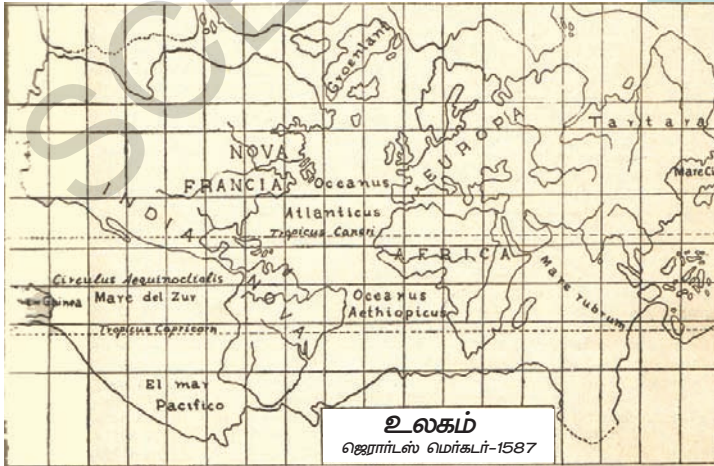 Groenland
EUROPA
Tartara
NOVA
FRANCIA
Oceanus
Atlanticus
Tropicus Cancri
INDIA
NOVA
AFRICA
Mare rubrum
Circulus Aequinoctialis
Mare del Zur
Guinea
Oceanus
Aethiopicus
Tropicus Capricorn
El mar
Pacifico
உலகம்
ஜெரார்டஸ் மெர்கடர்-1587